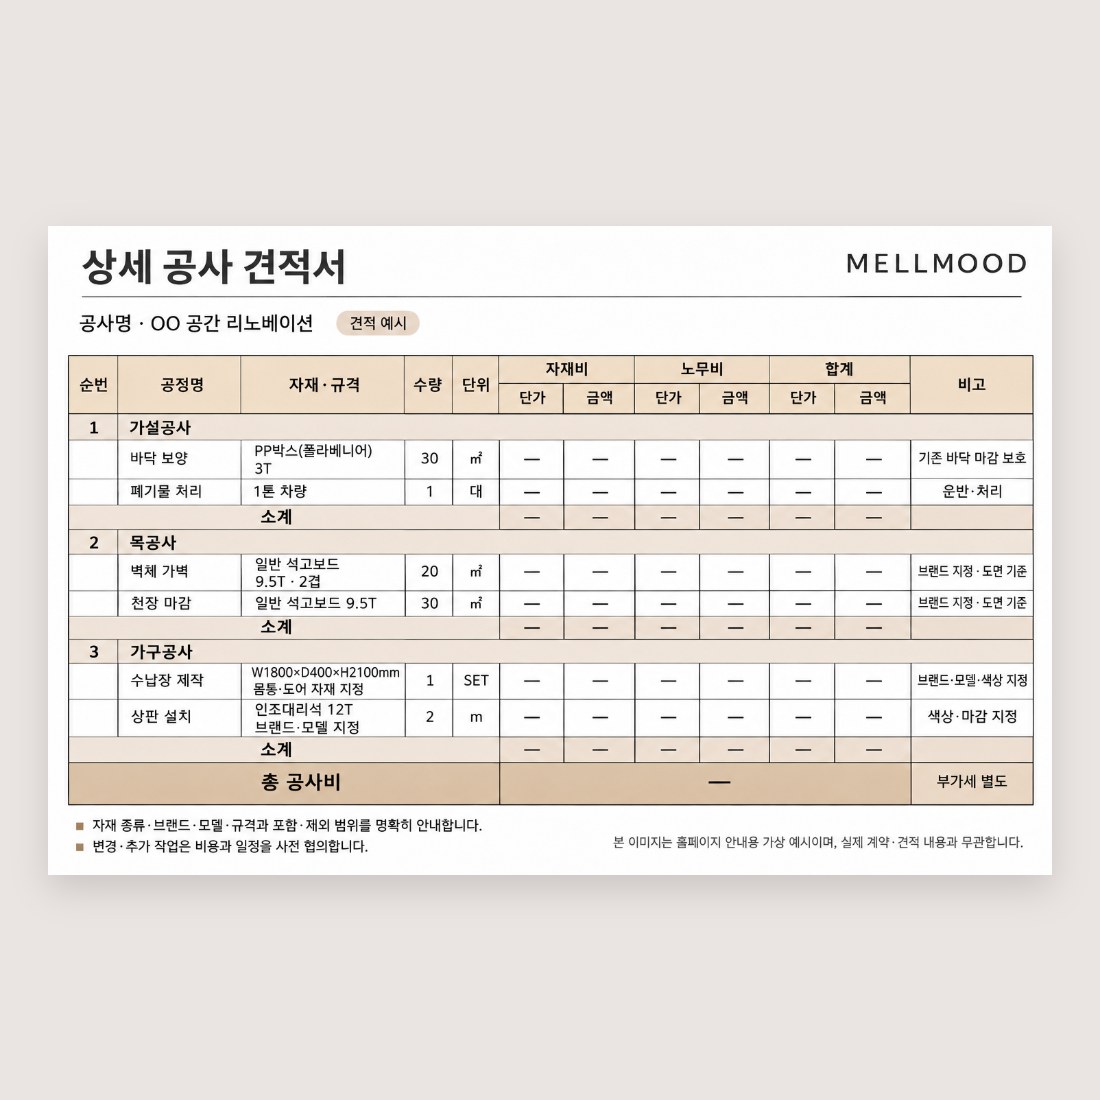 상세 공사 견적서
MELLMOOD
공사명 · OO 공간 리노베이션 견적 예시
순번 공정명 자재·규격 수량 단위 자재비 노무비 합계 비고
단가 금액 단가 금액 단가 금액
1 가설공사
바닥 보양 PP박스(폴라베니어) 3T 30 ㎡ — — — — — — 기존 바닥 마감 보호
폐기물 처리 1톤 차량 1 대 — — — — — — 운반·처리
소계 — — — — — —
2 목공사
벽체 가벽 일반 석고보드 9.5T · 2겹 20 ㎡ — — — — — — 브랜드 지정·도면 기준
천장 마감 일반 석고보드 9.5T 30 ㎡ — — — — — — 브랜드 지정·도면 기준
소계 — — — — — —
3 가구공사
수납장 제작 W1800×D400×H2100mm 몸통·도어 자재 지정 1 SET — — — — — — 브랜드·모델·색상 지정
상판 설치 인조대리석 12T 브랜드·모델 지정 2 m — — — — — — 색상·마감 지정
소계 — — — — — —
총 공사비 — 부가세 별도
■ 자재 종류·브랜드·모델·규격과 포함·제외 범위를 명확히 안내합니다.
■ 변경·추가 작업은 비용과 일정을 사전 협의합니다.
본 이미지는 홈페이지 안내용 가상 예시이며, 실제 계약·견적 내용과 무관합니다.